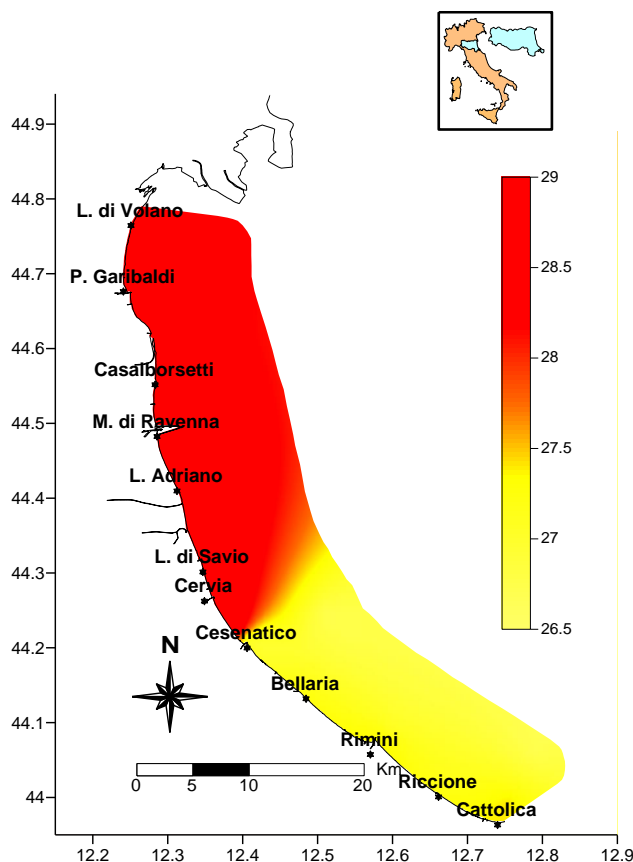 44.9
44.8
44.7
44.6
44.5
44.4
44.3
44.2
44.1
44
12.2
12.3
12.4
12.5
12.6
12.7
12.8
12.9
L. di Volano
P. Garibaldi
Casalborsetti
M. di Ravenna
L. Adriano
L. di Savio
Cervia
Cesenatico
Bellaria
Rimini
Riccione
Cattolica
N
0
5
10
20
Km
29
28.5
28
27.5
27
26.5